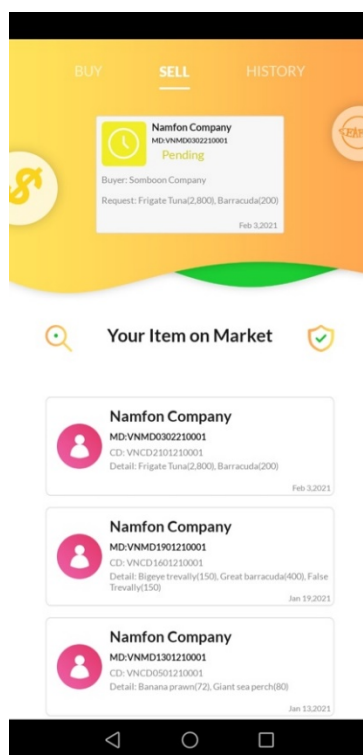 BUY SELL HISTORY
Namfon Company
MD:VNMD0302210001
Pending
Buyer: Somboon Company
Request: Frigate Tuna(2,800), Barracuda(200)
Feb 3,2021
Your Item on Market
Namfon Company
MD:VNMD0302210001
CD: VNCD2101210001
Detail: Frigate Tuna(2,800), Barracuda(200)
Feb 3,2021
Namfon Company
MD:VNMD1901210001
CD: VNCD1601210001
Detail: Bigeye trevally(150), Great barracuda(400), False
Trevally(150)
Jan 19,2021
Namfon Company
MD:VNMD1301210001
CD: VNCD0501210001
Detail: Banana prawn(72), Giant sea perch(80)
Jan 13,2021